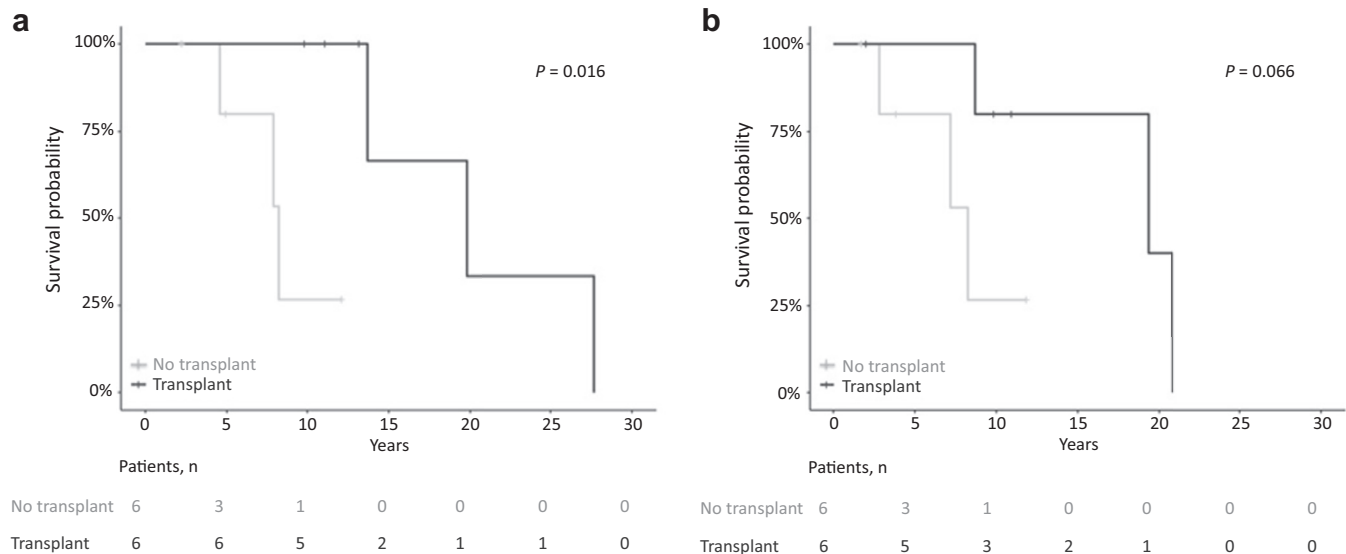 a
100%
75%
50%
25%
0%
Survival probability
P = 0.016
No transplant
Transplant
0 5 10 15 20 25 30
Years
Patients, n
No transplant 6 3 1 0 0 0 0
Transplant 6 6 5 2 1 1 0
b
100%
75%
50%
25%
0%
Survival probability
P = 0.066
No transplant
Transplant
0 5 10 15 20 25 30
Years
Patients, n
No transplant 6 3 1 0 0 0 0
Transplant 6 5 3 2 1 0 0